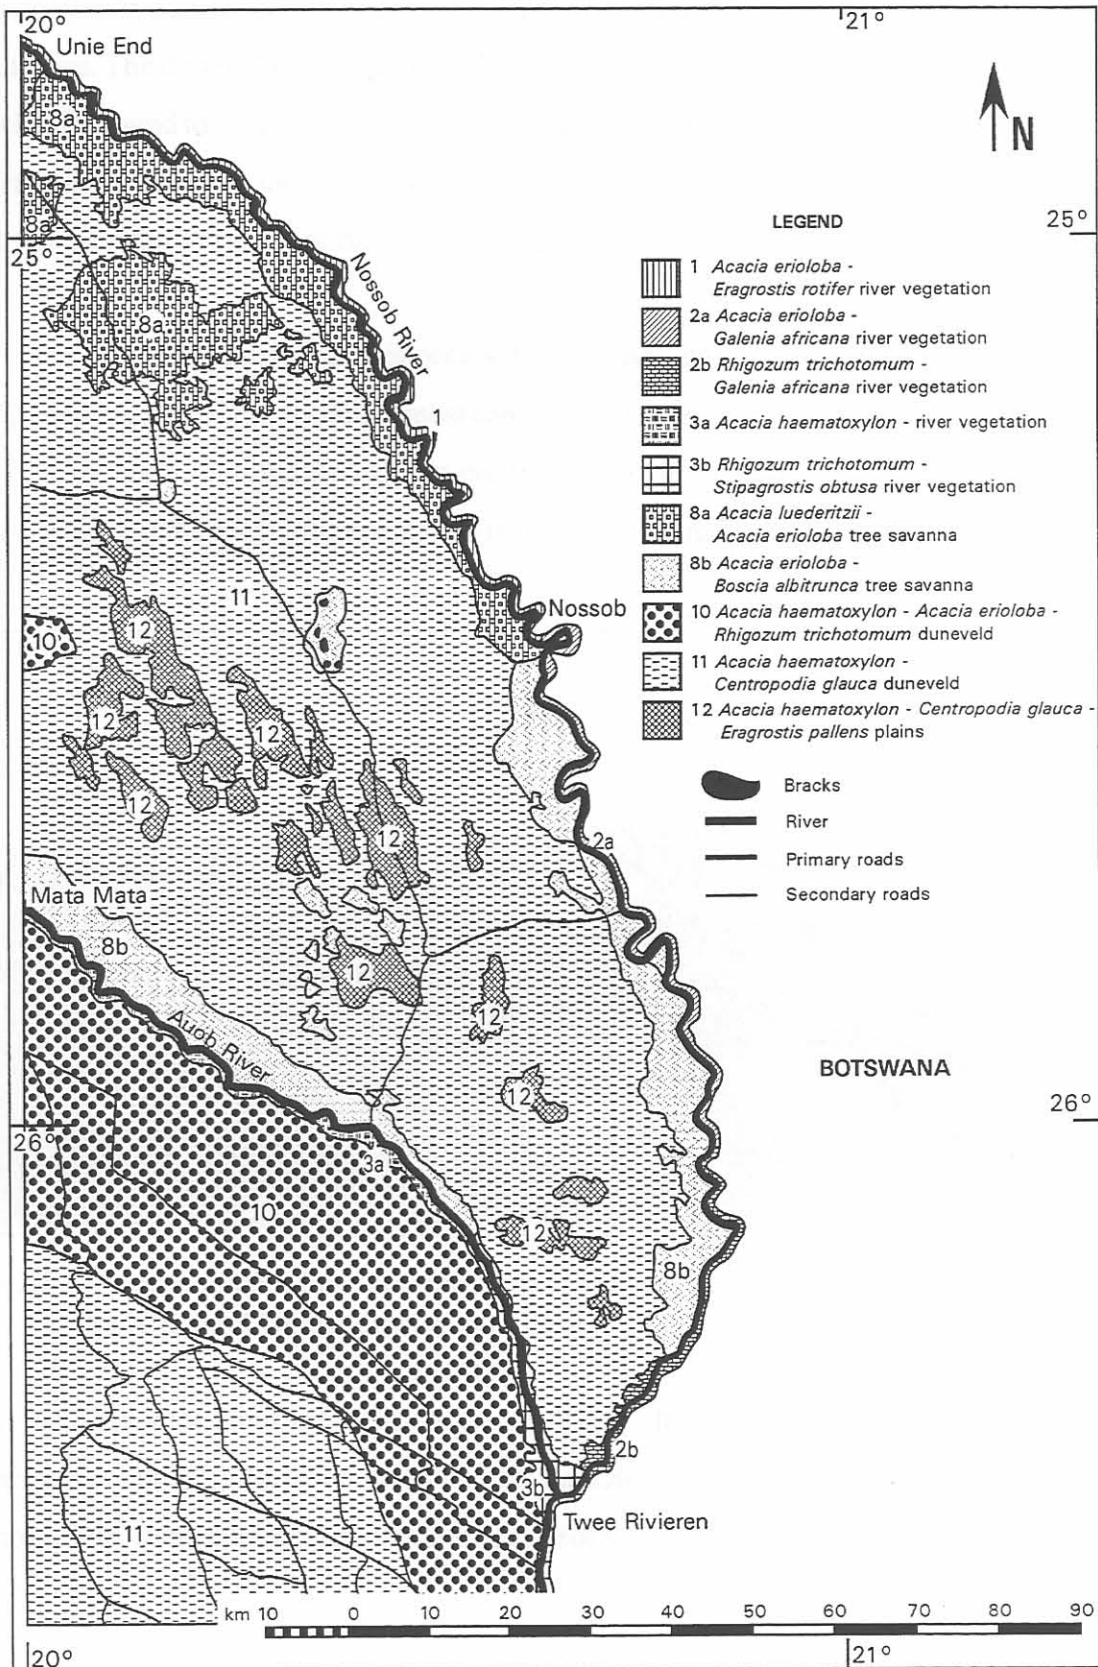 20°
21°
Unie End
N
8a
LEGEND
8a
25°
25°
Nossob River
1 Acacia erioloba -
Eragrostis rotifer river vegetation
2a Acacia erioloba -
Galenia africana river vegetation
2b Rhigozum trichotomum -
Galenia africana river vegetation
3a Acacia haematoxylon - river vegetation
3b Rhigozum trichotomum -
Stipagrostis obtusa river vegetation
8a Acacia luederitzii -
Acacia erioloba tree savanna
8b Acacia erioloba -
Boscia albitrunca tree savanna
10 Acacia haematoxylon - Acacia erioloba -
Rhigozum trichotomum duneveld
11 Acacia haematoxylon -
Centropodia glauca duneveld
12 Acacia haematoxylon - Centropodia glauca -
Eragrostis pallens plains
Bracks
River
Primary roads
Secondary roads
8a
1
11
Nossob
10
12
12
12
12
12
2a
Mata Mata
8b
12
12
Auob River
BOTSWANA
12
26°
26°
3a
10
12
8b
2b
3b
Twee Rivieren
11
km 10 0 10 20 30 40 50 60 70 80 90
20°
21°